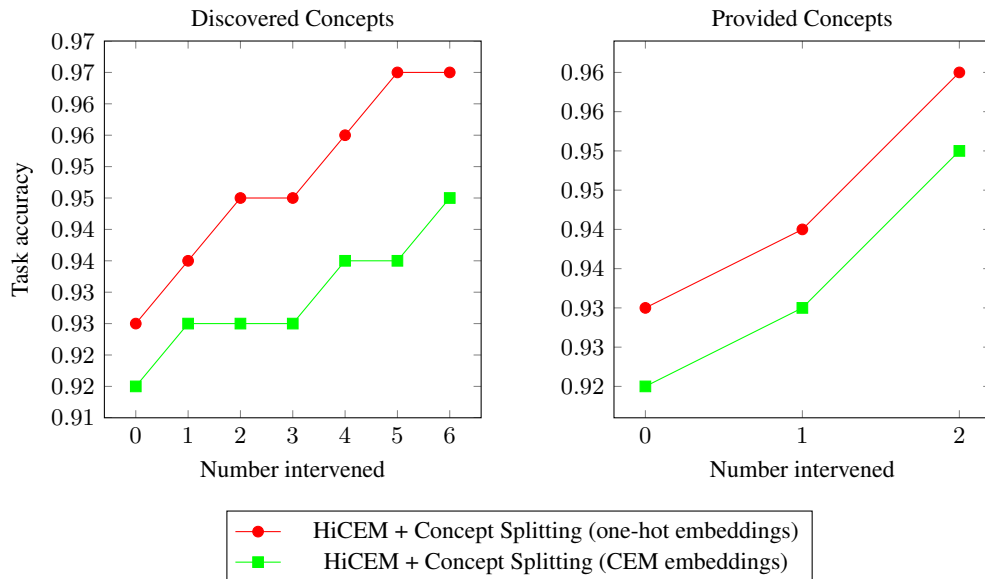 Discovered Concepts
Provided Concepts
Task accuracy
0.97
0.97
0.96
0.96
0.95
0.95
0.94
0.94
0.93
0.93
0.92
0.92
0.91
0 1 2 3 4 5 6
Number intervened
0.96
0.96
0.95
0.95
0.94
0.94
0.93
0.93
0.92
0 1 2
Number intervened
HiCEM + Concept Splitting (one-hot embeddings)
HiCEM + Concept Splitting (CEM embeddings)